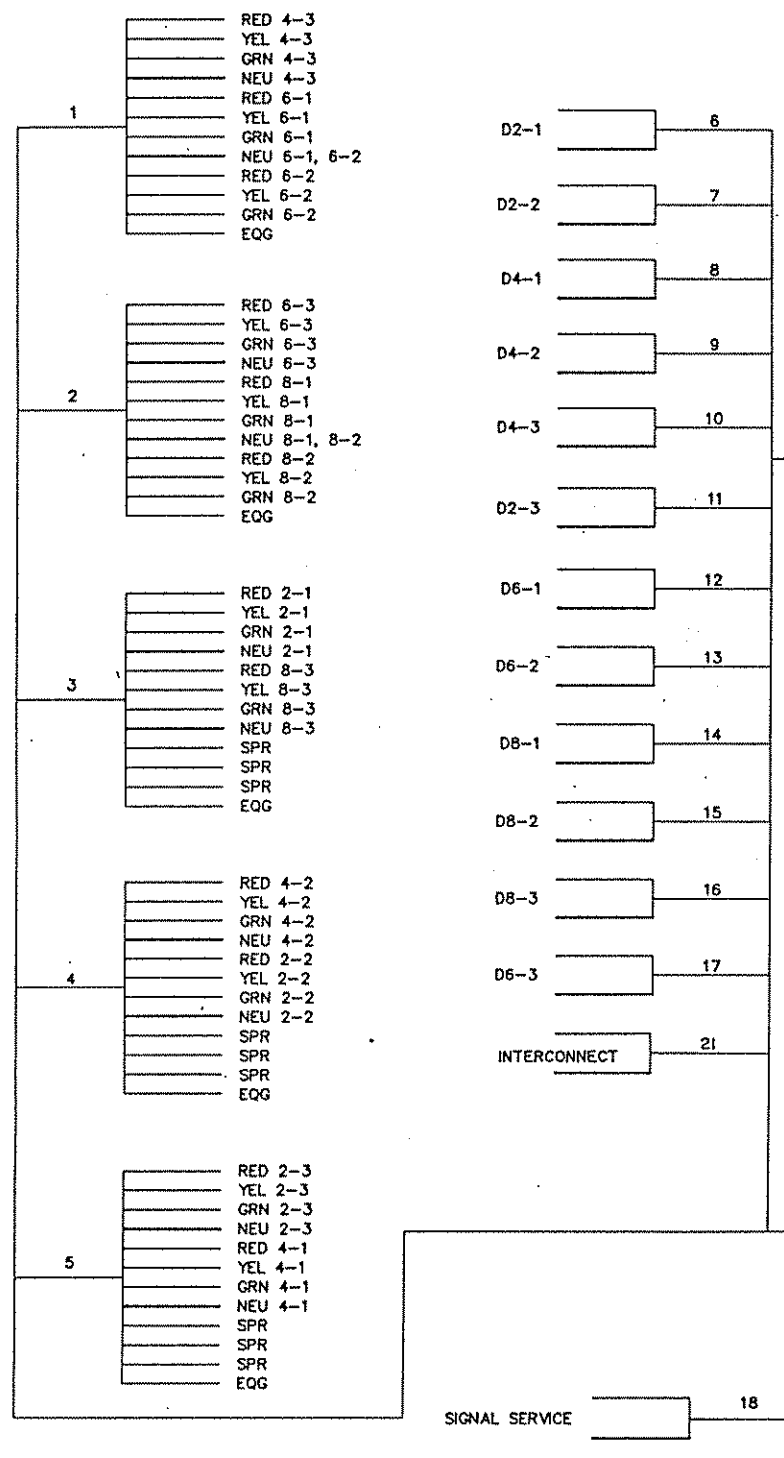 1
RED 4-3
YEL 4-3
GRN 4-3
NEU 4-3
RED 6-1
YEL 6-1
GRN 6-1
NEU 6-1, 6-2
RED 6-2
YEL 6-2
GRN 6-2
EQG
2
RED 6-3
YEL 6-3
GRN 6-3
NEU 6-3
RED 8-1
YEL 8-1
GRN 8-1
NEU 8-1, 8-2
RED 8-2
YEL 8-2
GRN 8-2
EQG
3
RED 2-1
YEL 2-1
GRN 2-1
NEU 2-1
RED 8-3
YEL 8-3
GRN 8-3
NEU 8-3
SPR
SPR
SPR
EQG
4
RED 4-2
YEL 4-2
GRN 4-2
NEU 4-2
RED 2-2
YEL 2-2
GRN 2-2
NEU 2-2
SPR
SPR
SPR
EQG
5
RED 2-3
YEL 2-3
GRN 2-3
NEU 2-3
RED 4-1
YEL 4-1
GRN 4-1
NEU 4-1
SPR
SPR
SPR
EQG
D2-1 6
D2-2 7
D4-1 8
D4-2 9
D4-3 10
D2-3 11
D6-1 12
D6-2 13
D8-1 14
D8-2 15
D8-3 16
D6-3 17
INTERCONNECT 21
SIGNAL SERVICE 18